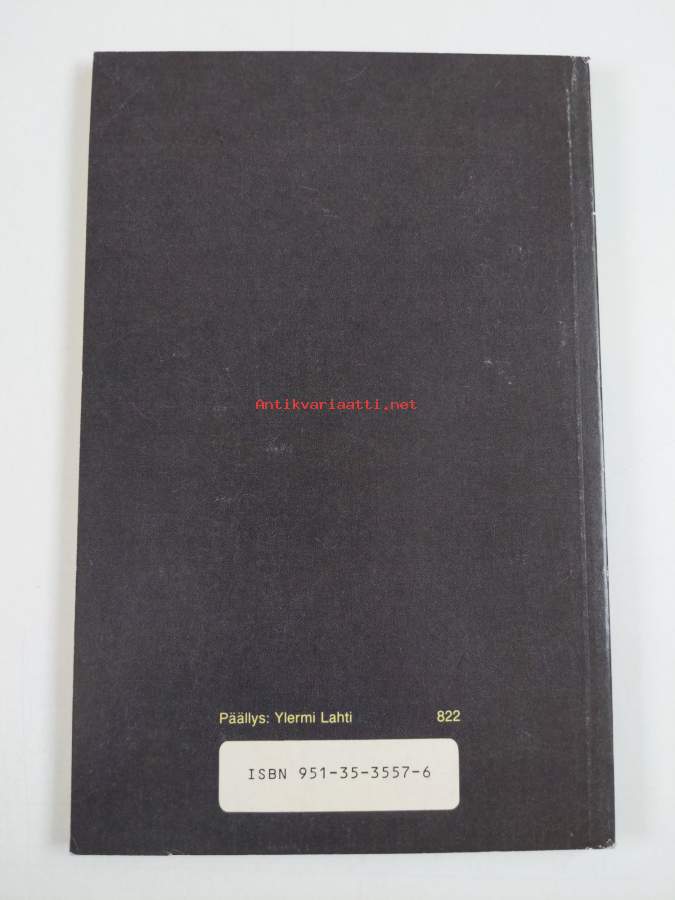 Antikvariaatti.net
Päällys: Ylermi Lahti 822
ISBN 951-35-3557-6